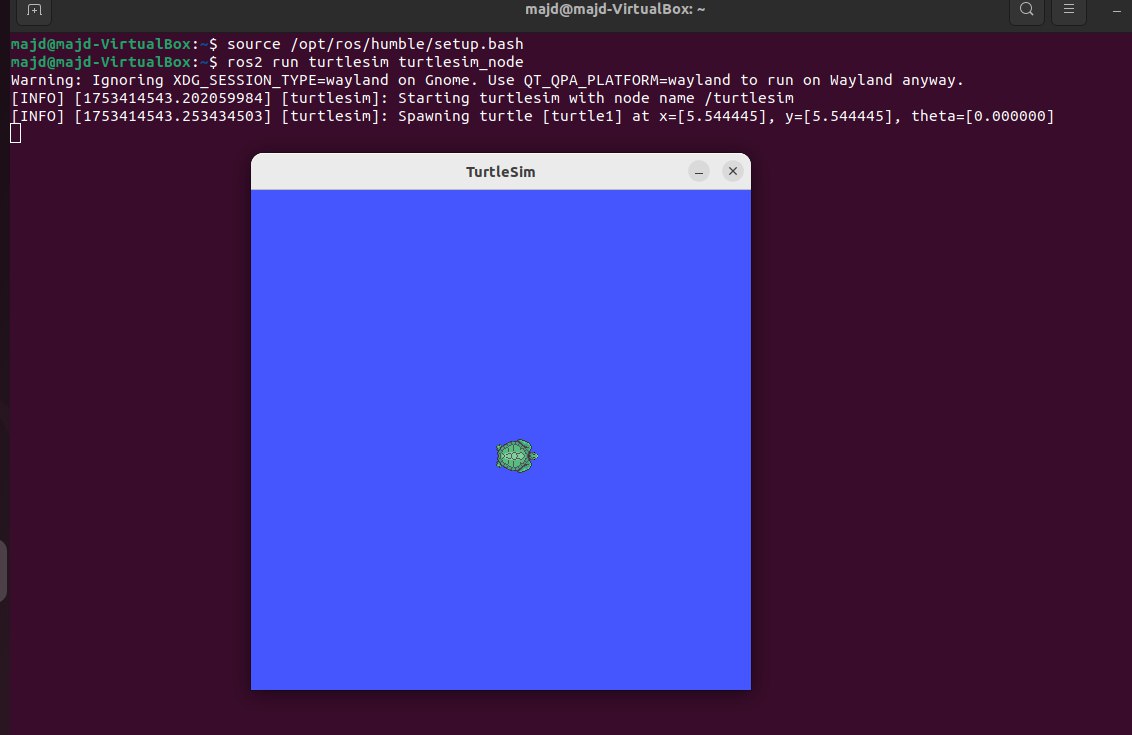 majd@majd-VirtualBox: ~
majd@majd-VirtualBox:~$ source /opt/ros/humble/setup.bash
majd@majd-VirtualBox:~$ ros2 run turtlesim turtlesim_node
Warning: Ignoring XDG_SESSION_TYPE=wayland on Gnome. Use QT_QPA_PLATFORM=wayland to run on Wayland anyway.
[INFO] [1753414543.202059984] [turtlesim]: Starting turtlesim with node name /turtlesim
[INFO] [1753414543.253434503] [turtlesim]: Spawning turtle [turtle1] at x=[5.544445], y=[5.544445], theta=[0.000000]
TurtleSim